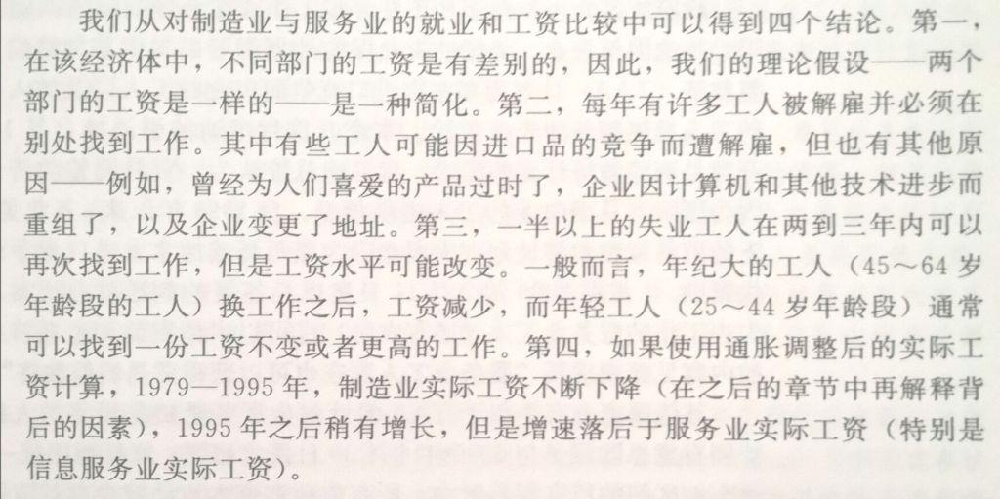 我们从对制造业与服务业的就业和工资比较中可以得到四个结论。第一，
在该经济体中，不同部门的工资是有差别的，因此，我们的理论假设——两个
部门的工资是一样的——是一种简化。第二，每年有许多工人被解雇并必须在
别处找到工作。其中有些工人可能因进口品的竞争而遭解雇，但也有其他原
因——例如，曾经为人们喜爱的产品过时了，企业因计算机和其他技术进步而
重组了，以及企业变更了地址。第三，一半以上的失业工人在两到三年内可以
再次找到工作，但是工资水平可能改变。一般而言，年纪大的工人（45～64 岁
年龄段的工人）换工作之后，工资减少，而年轻工人（25～44 岁年龄段）通常
可以找到一份工资不变或者更高的工作。第四，如果使用通胀调整后的实际工
资计算，1979—1995 年，制造业实际工资不断下降（在之后的章节中再解释背
后的因素），1995 年之后稍有增长，但是增速落后于服务业实际工资（特别是
信息服务业实际工资）。